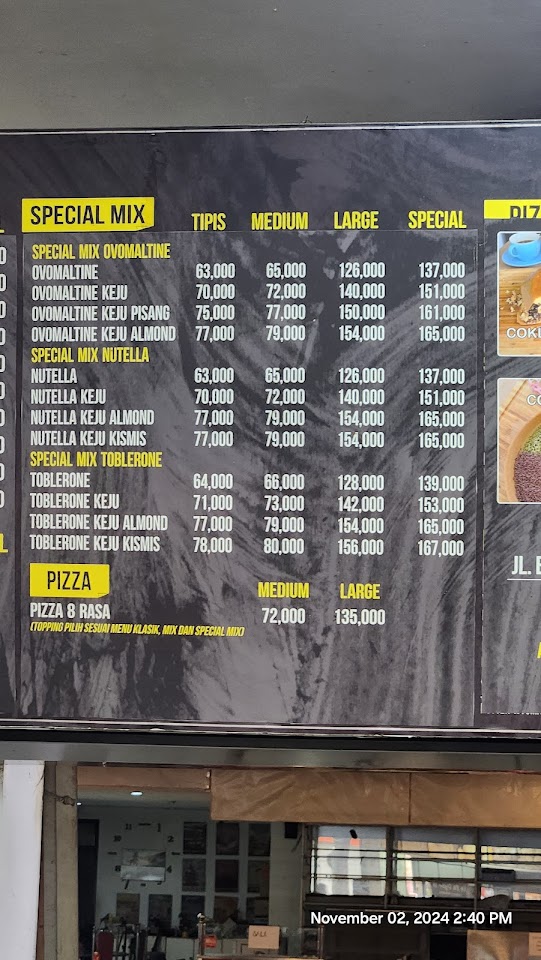 SPECIAL MIX TIPIS MEDIUM LARGE SPECIAL
SPECIAL MIX OVOMALTINE
OVOMALTINE 63,000 65,000 126,000 137,000
OVOMALTINE KEJU 70,000 72,000 140,000 151,000
OVOMALTINE KEJU PISANG 75,000 77,000 150,000 161,000
OVOMALTINE KEJU ALMOND 77,000 79,000 154,000 165,000
SPECIAL MIX NUTELLA
NUTELLA 63,000 65,000 126,000 137,000
NUTELLA KEJU 70,000 72,000 140,000 151,000
NUTELLA KEJU ALMOND 77,000 79,000 154,000 165,000
NUTELLA KEJU KISMIS 77,000 79,000 154,000 165,000
SPECIAL MIX TOBLERONE
TOBLERONE 64,000 66,000 128,000 139,000
TOBLERONE KEJU 71,000 73,000 142,000 153,000
TOBLERONE KEJU ALMOND 77,000 79,000 154,000 165,000
TOBLERONE KEJU KISMIS 78,000 80,000 156,000 167,000
PIZZA MEDIUM LARGE
PIZZA 8 RASA 72,000 135,000
(TOPPING PILIH SESUAI MENU KLASIK, MIX DAN SPECIAL MIX)
JL.
November 02, 2024 2:40 PM